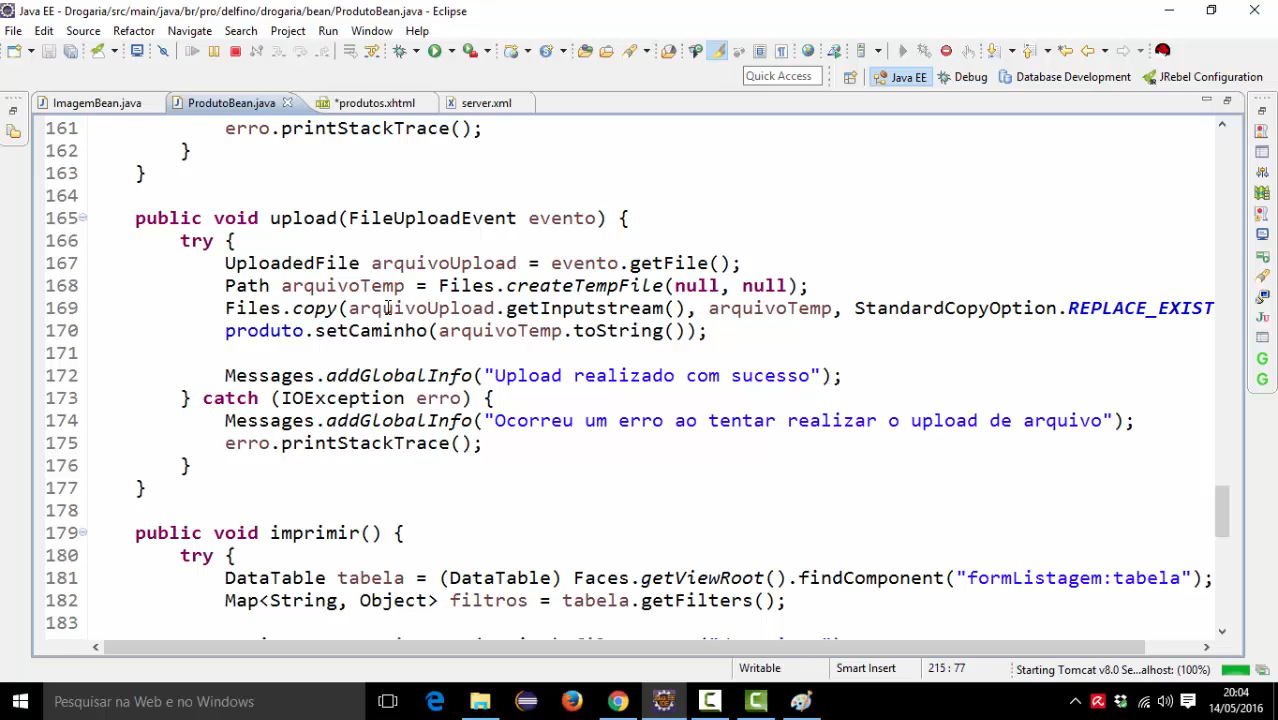 Java EE - Drogaria/src/main/java/br/pro/delfino/drogaria/bean/ProdutoBean.java - Eclipse
File Edit Source Refactor Navigate Search Project Run Window Help
Quick Access
Java EE Debug Database Development JRebel Configuration
ImagemBean.java ProdutoBean.java *produtos.xhtml server.xml
161 erro.printStackTrace();
162 }
163 }
164
165 public void upload(FileUploadEvent evento) {
166 try {
167 UploadedFile arquivoUpload = evento.getFile();
168 Path arquivoTemp = Files.createTempFile(null, null);
169 Files.copy(arquivoUpload.getInputstream(), arquivoTemp, StandardCopyOption.REPLACE_EXIST
170 produto.setCaminho(arquivoTemp.toString());
171
172 Messages.addGlobalInfo("Upload realizado com sucesso");
173 } catch (IOException erro) {
174 Messages.addGlobalInfo("Ocorreu um erro ao tentar realizar o upload de arquivo");
175 erro.printStackTrace();
176 }
177 }
178
179 public void imprimir() {
180 try {
181 DataTable tabela = (DataTable) Faces.getViewRoot().findComponent("formListagem:tabela");
182 Map<String, Object> filtros = tabela.getFilters();
183
Writable Smart Insert 215 : 77 Starting Tomcat v8.0 Se...alhost: (100%)
Pesquisar na Web e no Windows
20:04
14/05/2016